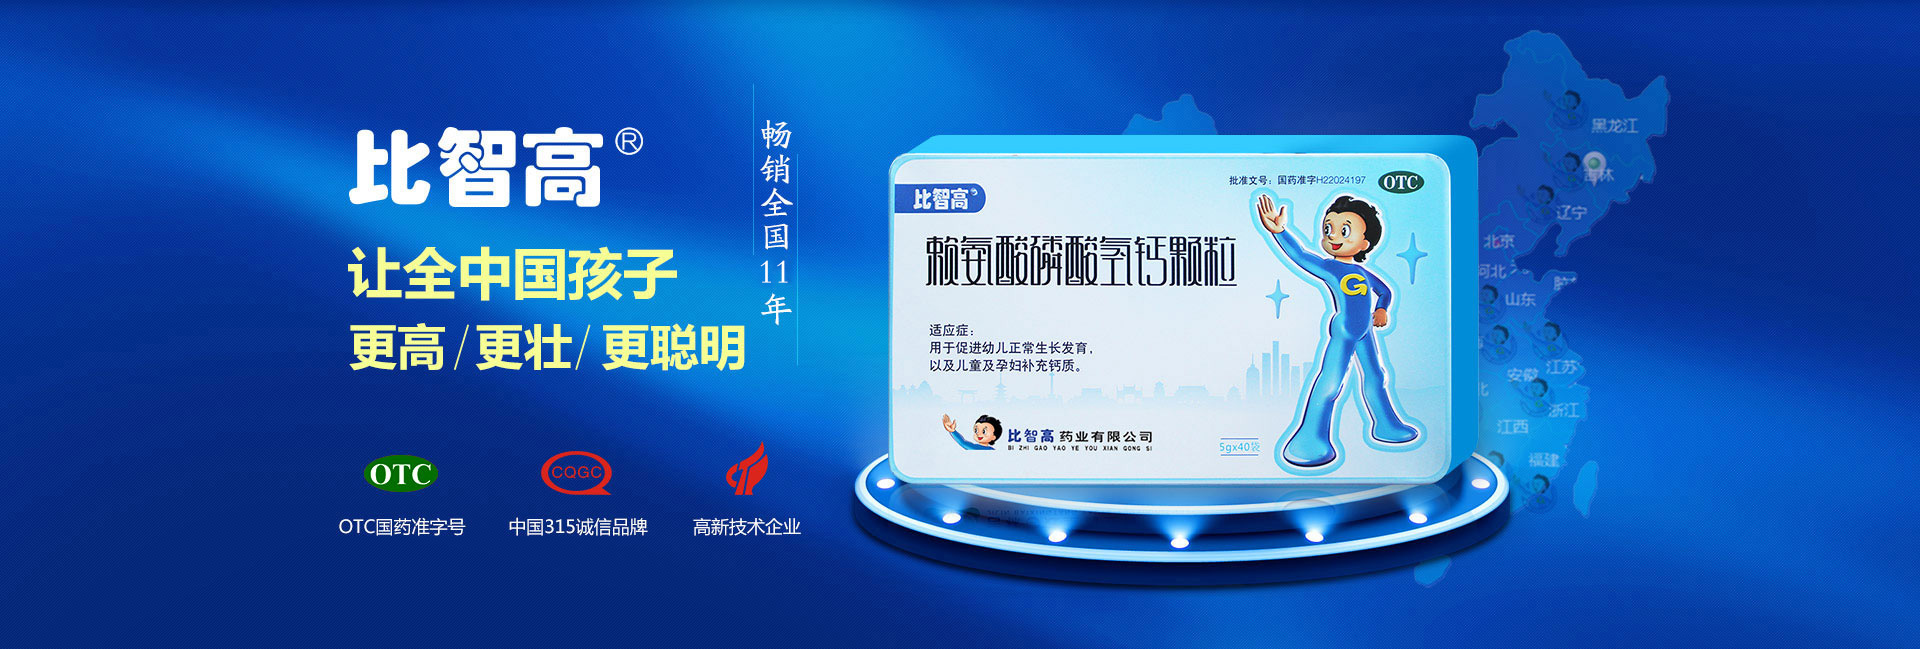 比智高®
让全中国孩子
更高/更壮/更聪明
畅销全国11年
OTC
OTC国药准字号
CQGC
中国315诚信品牌
高新技术企业
比智高
批准文号：国药准字H22024197
OTC
赖氨酸磷酸氢钙颗粒
适应症：
用于促进幼儿正常生长发育，
以及儿童及孕妇补充钙质。
G
比智高药业有限公司
BI ZHI GAO YAO YE YOU XIAN GONG SI
5gx40袋
黑龙江
吉林
辽宁
北京
河北
山东
江苏
安徽
浙江
江西
福建